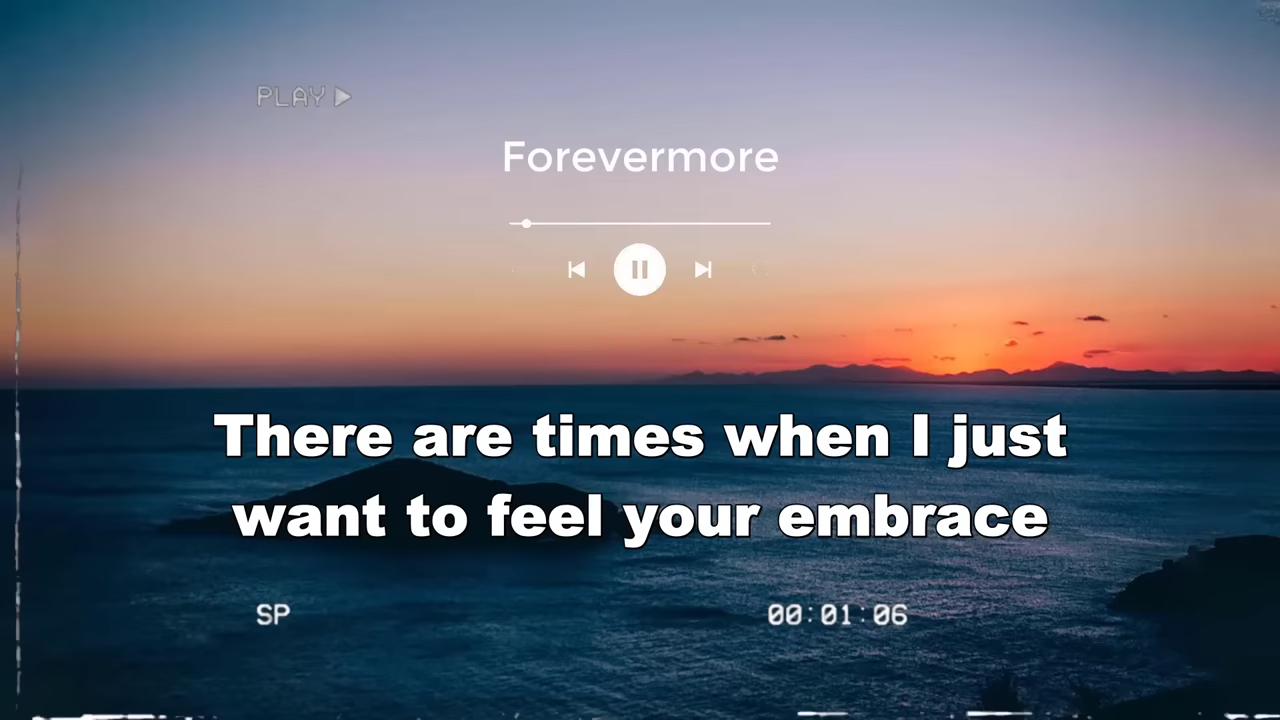 PLAY
Forevermore
There are times when I just
want to feel your embrace
SP
00:01:06